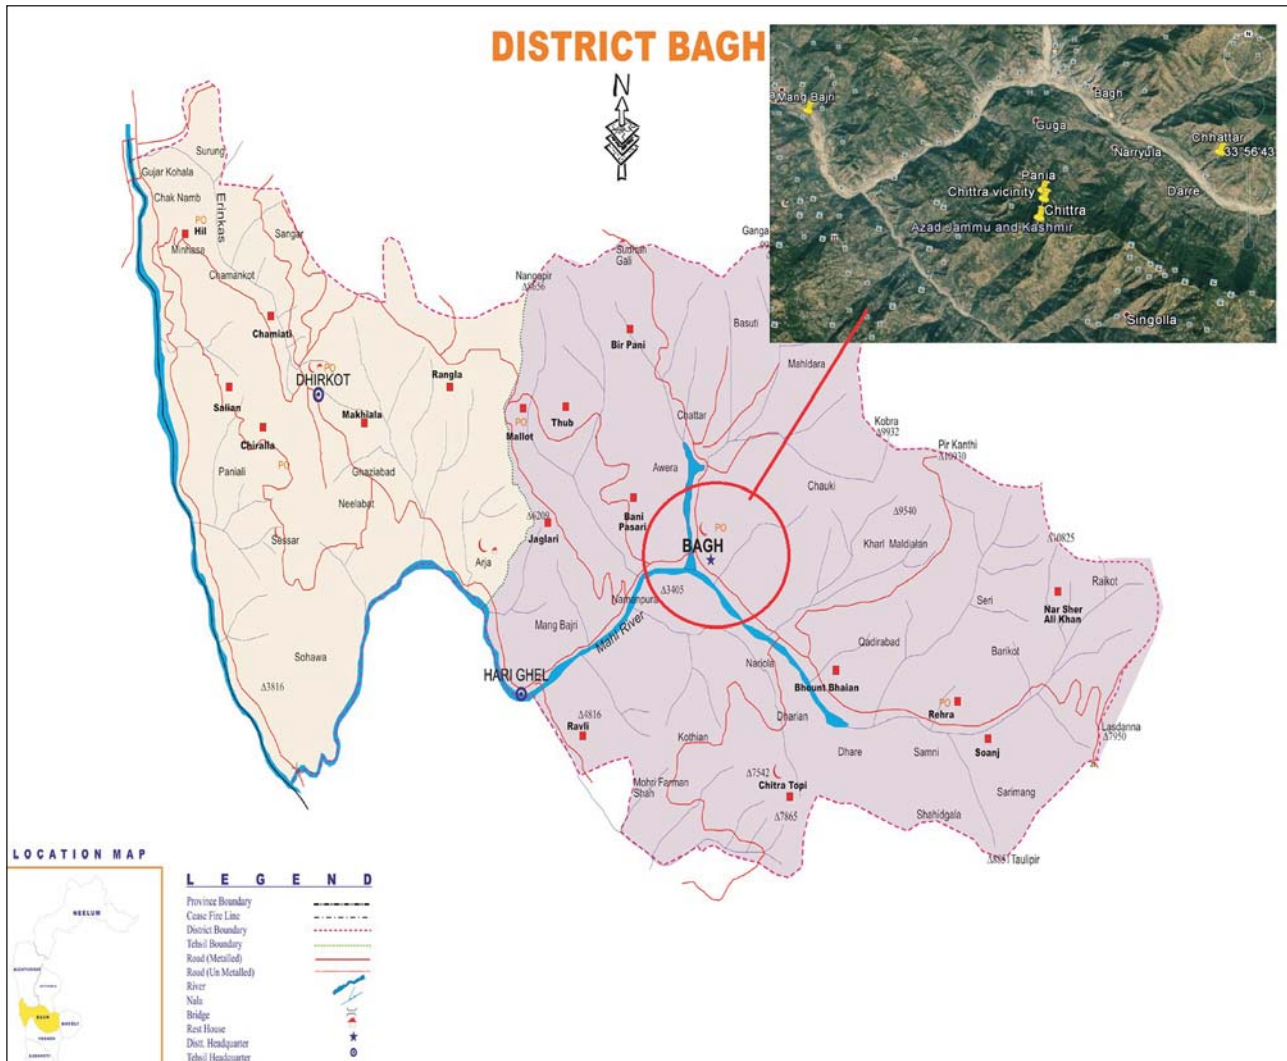 DISTRICT BAGH
N
Mang Bajri
Bagh
Guga
Chhattar
33°56'43
Narryula
Pania
Chittra vicinity
Darre
Chittra
Azad Jammu and Kashmir
Singolla
Surung
Gujar Kohala
Chak Namb
Erinkas
PO
Hil
Minhasa
Sangar
Chamankot
Chamiati
DHIRKOT
PO
Rangla
Salian
Makhiala
Chiralla
PO
Paniali
Ghaziabad
Neelabat
Sessar
Arja
Sohawa
Δ3816
Nangapir
Sudhan
Gali
Ganga
Basuti
Bir Pani
Mahldara
Mallot
PO
Thub
Chattar
Kobra
Δ9932
Pir Kanthi
Δ10930
Awera
Chauki
Δ9540
Bani
Pasari
Δ6209
Jaglari
PO
BAGH
Khari Maldialan
Δ10825
Δ3405
Namanpura
Mang Bajri
Mahl River
Seri
Raikot
Nar Sher
Ali Khan
Qadirabad
Barikot
HARI GHEL
Nariola
Bhount Bhaian
PO
Rehra
Δ4816
Ravli
Dharian
Kothian
Lasdanna
Δ7950
Dhare
Samni
Soanj
Δ7542
Chitra Topi
Mohri Farman
Shah
Sarimang
Δ7865
Shahidgala
Taulipir
LOCATION MAP
NEELUM
BAGH
LEGEND
Province Boundary
Cease Fire Line
District Boundary
Tehsil Boundary
Road (Metalled)
Road (Un Metalled)
River
Nala
Bridge
Rest House
Distt. Headquarter
Tehsil Headquarter